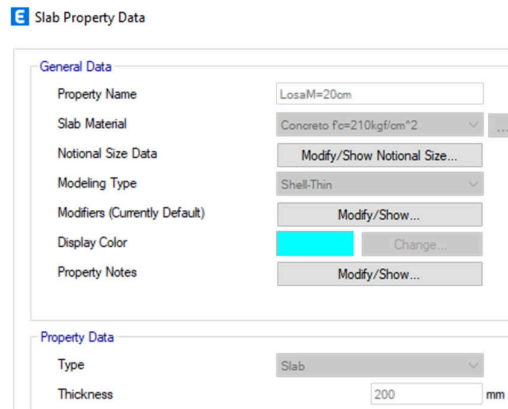 E Slab Property Data
General Data
Property Name LosaM=20cm
Slab Material Concreto f'c=210kgf/cm^2 ...
Notional Size Data Modify/Show Notional Size...
Modeling Type Shell-Thin
Modifiers (Currently Default) Modify/Show...
Display Color Change...
Property Notes Modify/Show...
Property Data
Type Slab
Thickness 200 mm